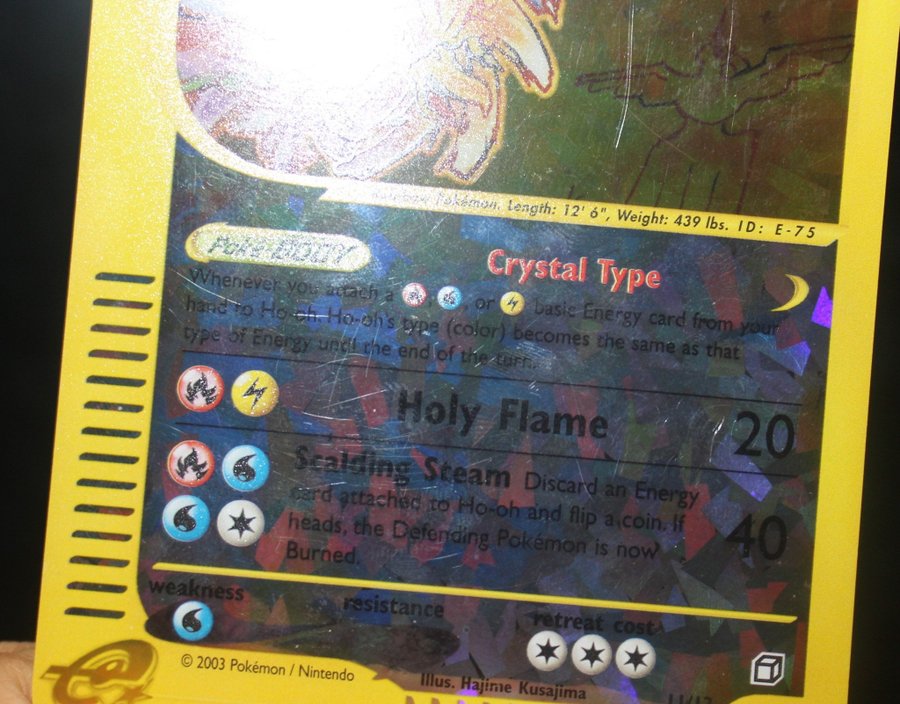 Pokémon. Length: 12' 6", Weight: 439 lbs. ID: E-75
Poké-BODY
Crystal Type
Whenever you attach a , , or basic Energy card from your
hand to Ho-oh. Ho-oh's type (color) becomes the same as that
type of Energy until the end of the turn.
Holy Flame 20
Scalding Steam Discard an Energy
card attached to Ho-oh and flip a coin. If
heads, the Defending Pokémon is now 40
Burned.
weakness resistance retreat cost
e
© 2003 Pokémon / Nintendo
Illus. Hajime Kusajima
11/12